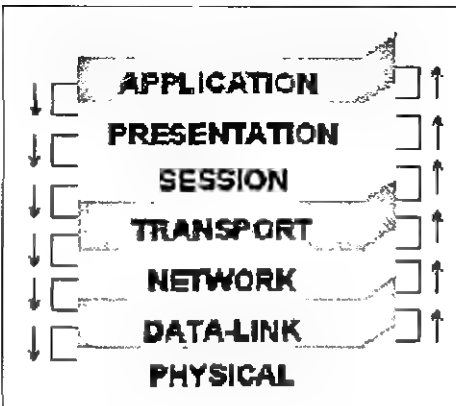 APPLICATION
PRESENTATION
SESSION
TRANSPORT
NETWORK
DATA-LINK
PHYSICAL